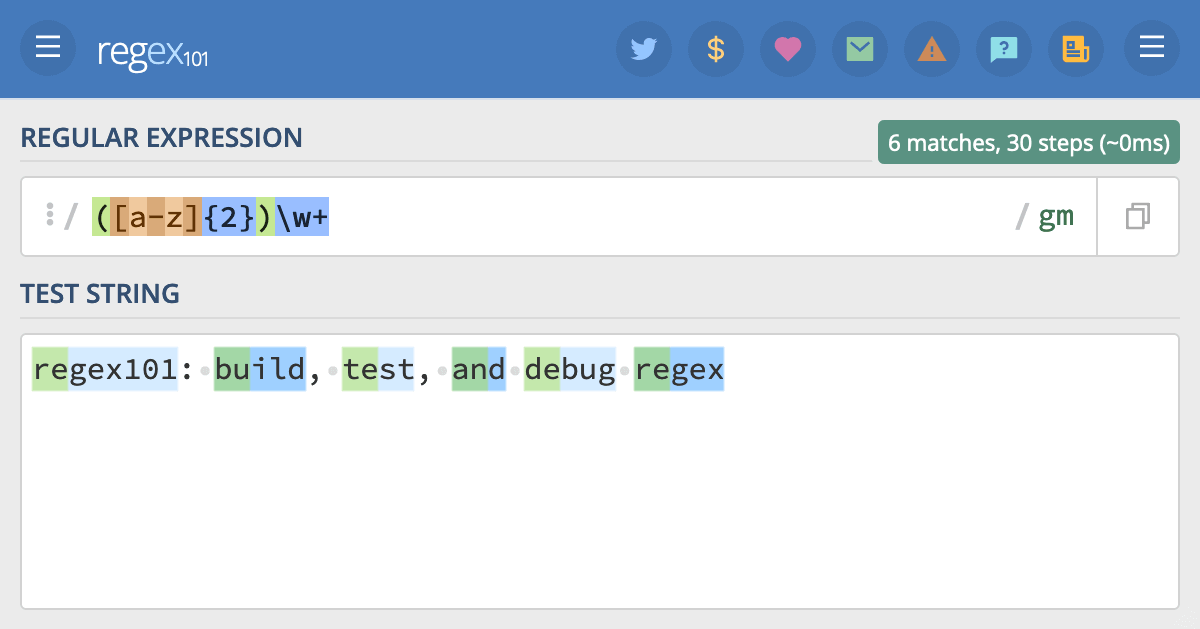 regex101
REGULAR EXPRESSION
6 matches, 30 steps (~0ms)
/ ([a-z]{2})\w+ / gm
TEST STRING
regex101: build, test, and debug regex